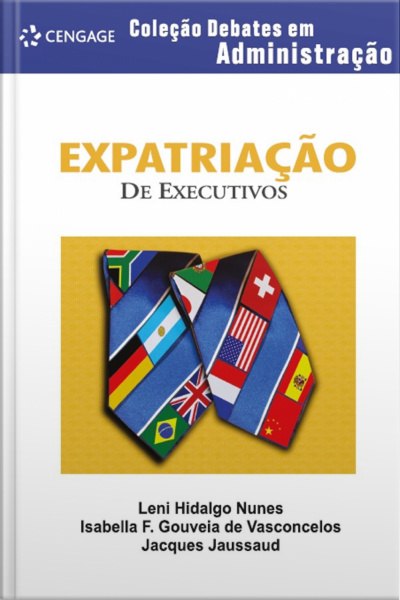 CENGAGE
Coleção Debates em
Administração
EXPATRIAÇÃO
DE EXECUTIVOS
Leni Hidalgo Nunes
Isabella F. Gouveia de Vasconcelos
Jacques Jaussaud